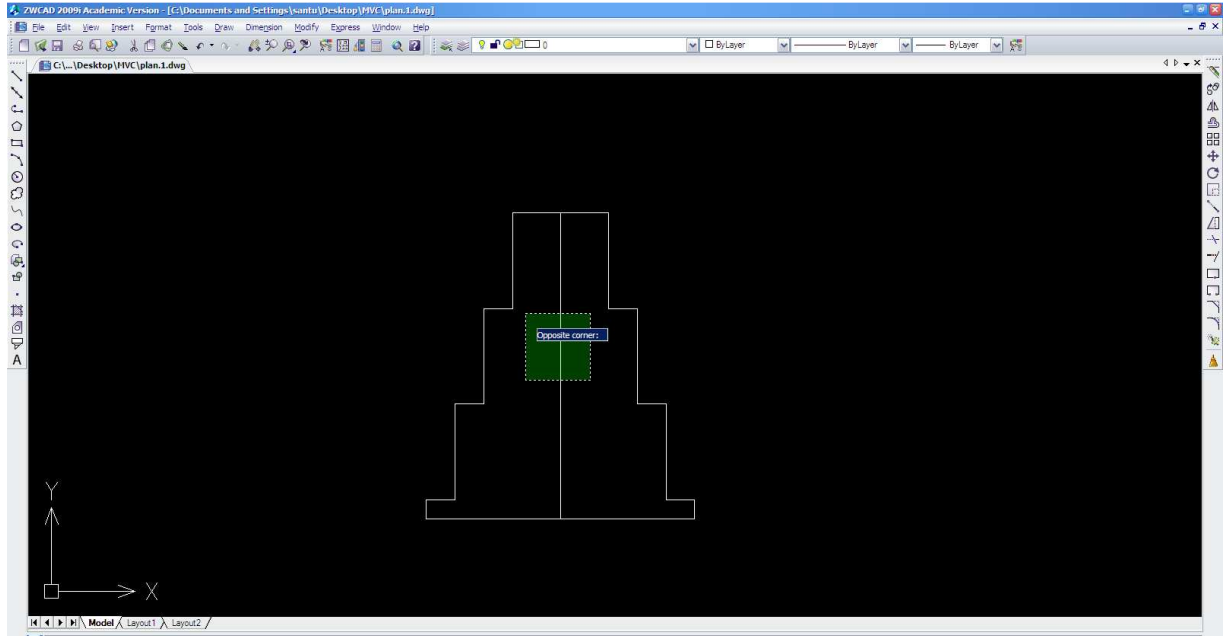 ZWCAD 2009i Academic Version - [C:\Documents and Settings\santu\Desktop\MVC\plan.1.dwg]
File Edit View Insert Format Tools Draw Dimension Modify Express Window Help
0 ByLayer ByLayer ByLayer
C:\...\Desktop\MVC\plan.1.dwg
A
Opposite corner:
Y
X
Model Layout1 Layout2